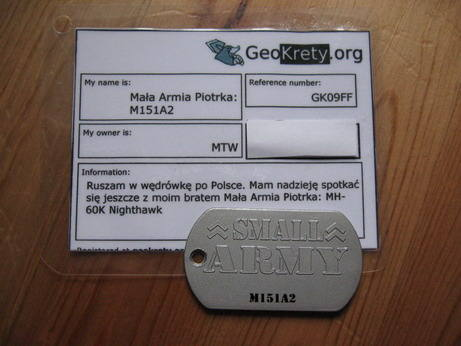 GeoKrety.org
My name is:
Mała Armia Piotrka:
M151A2
Reference number:
GK09FF
My owner is:
MTW
Information:
Ruszam w wędrówkę po Polsce. Mam nadzieję spotkać
się jeszcze z moim bratem Mała Armia Piotrka: MH-
60K Nighthawk
SMALL
ARMY
M151A2